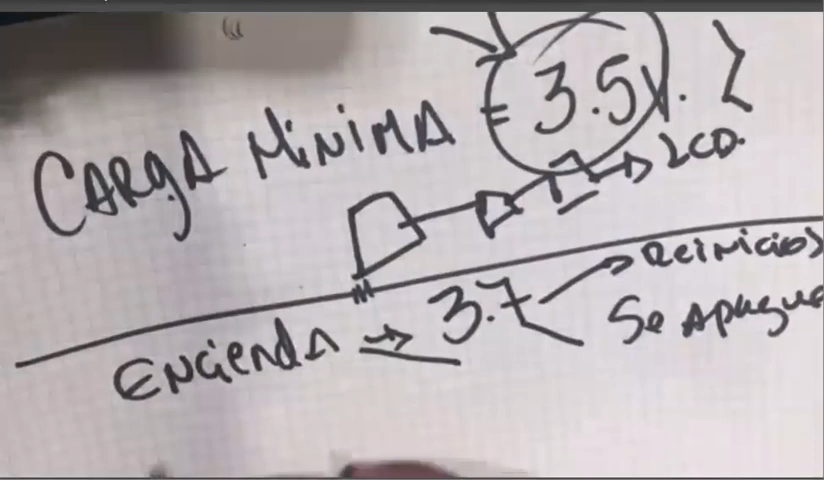 CARGA MINIMA = 3.5V.
LCD.
ENCIENDA → 3.7
Reinicios
Se Apague